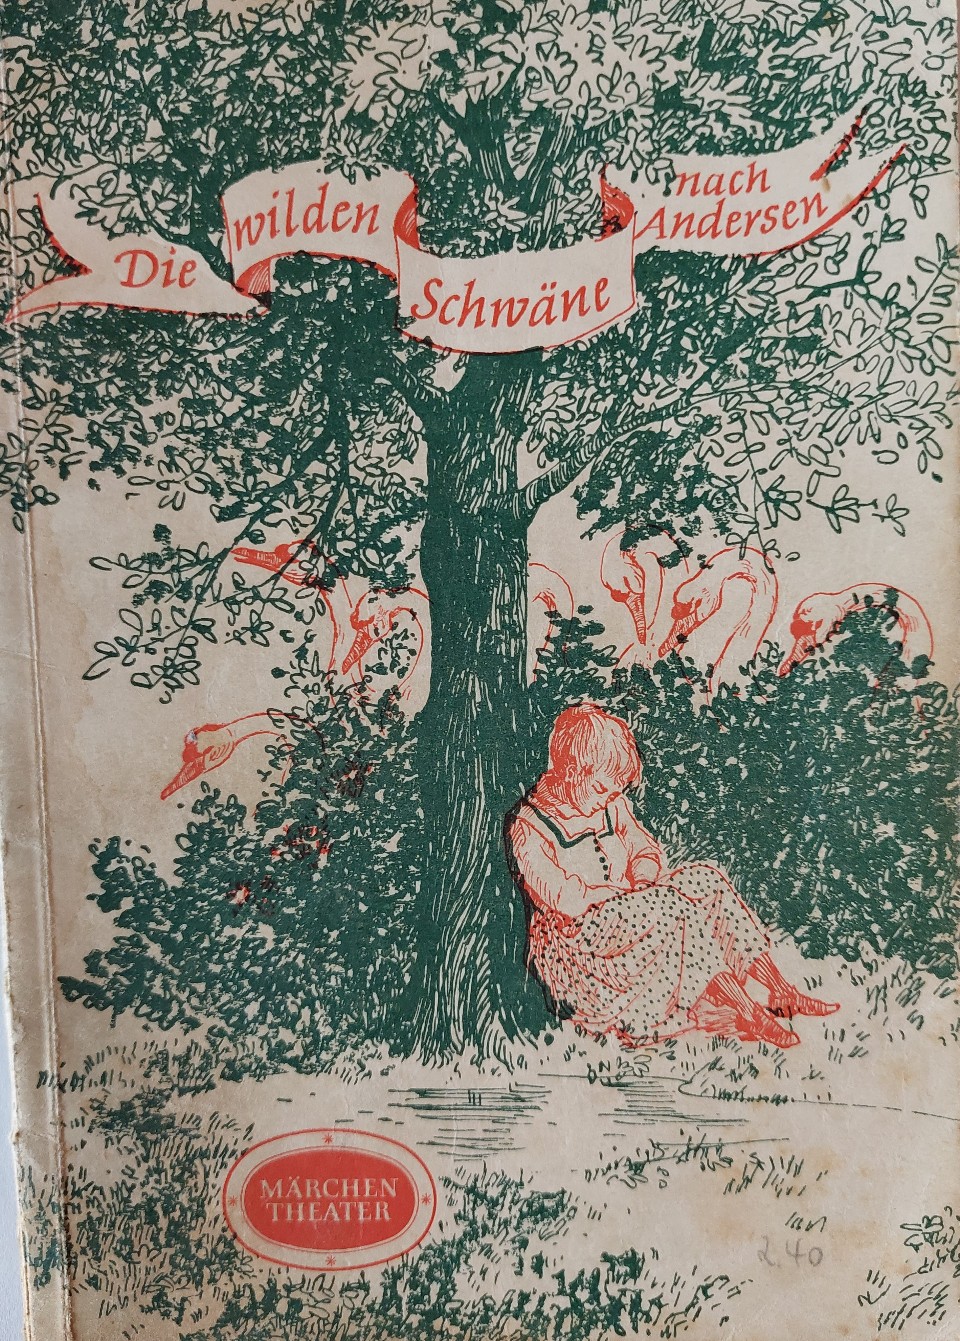 Die wilden Schwäne
nach
Andersen
MÄRCHEN
THEATER
2.40